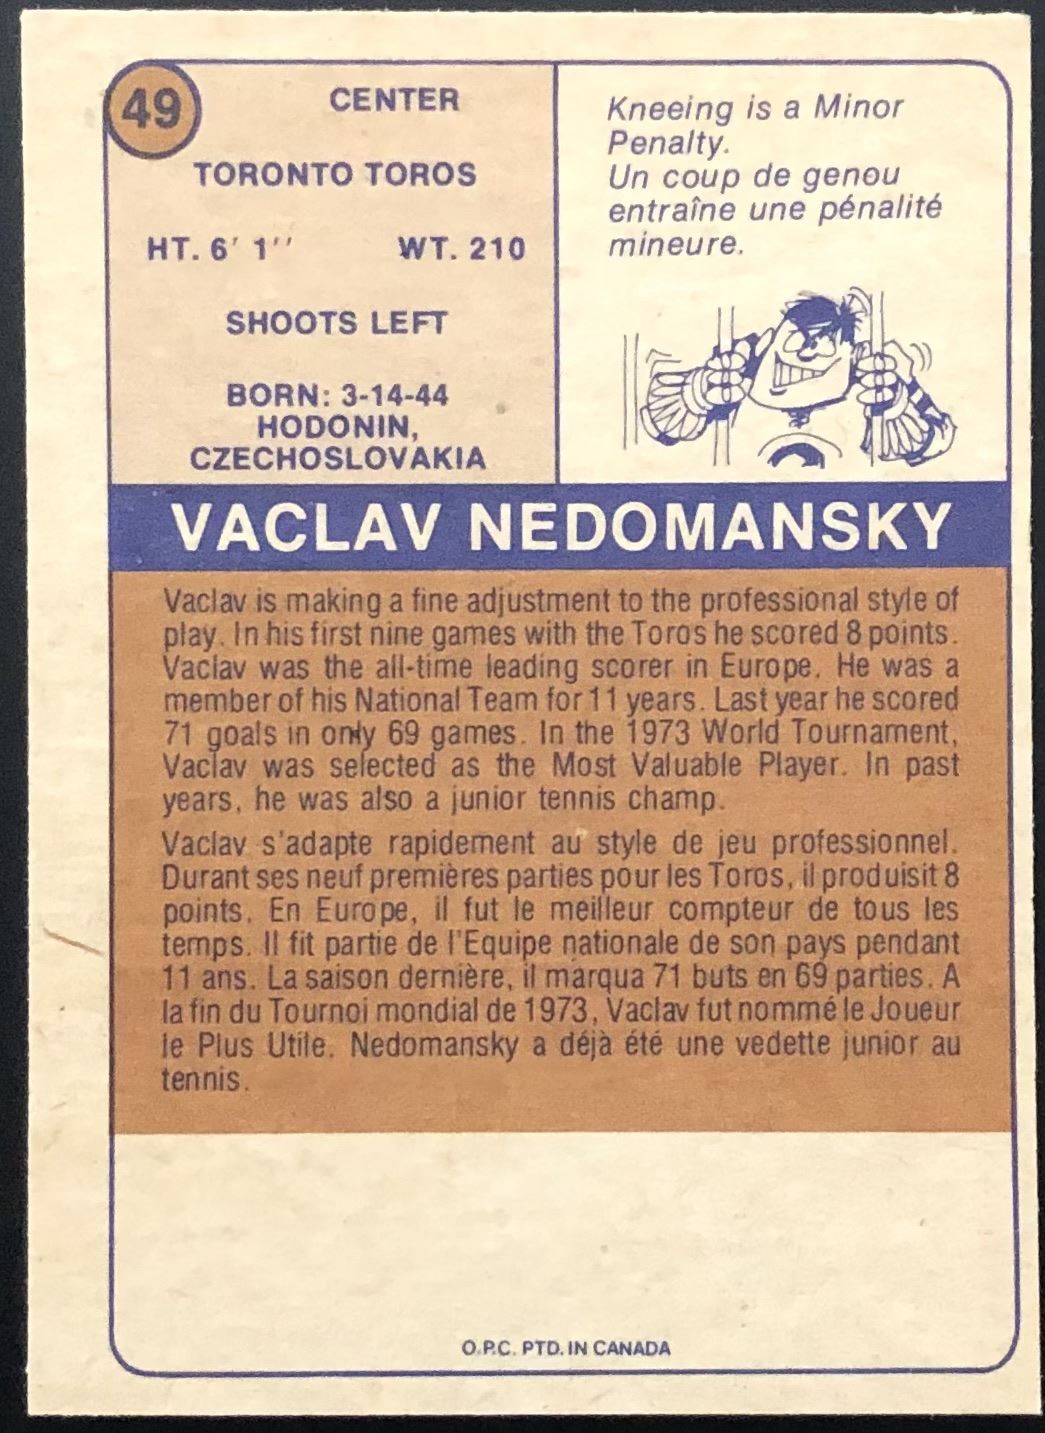 49
CENTER
TORONTO TOROS
HT. 6' 1'' WT. 210
SHOOTS LEFT
BORN: 3-14-44
HODONIN,
CZECHOSLOVAKIA
Kneeing is a Minor
Penalty.
Un coup de genou
entraîne une pénalité
mineure.
VACLAV NEDOMANSKY
Vaclav is making a fine adjustment to the professional style of
play. In his first nine games with the Toros he scored 8 points.
Vaclav was the all-time leading scorer in Europe. He was a
member of his National Team for 11 years. Last year he scored
71 goals in only 69 games. In the 1973 World Tournament,
Vaclav was selected as the Most Valuable Player. In past
years, he was also a junior tennis champ.
Vaclav s'adapte rapidement au style de jeu professionnel.
Durant ses neuf premières parties pour les Toros, il produisit 8
points. En Europe, il fut le meilleur compteur de tous les
temps. Il fit partie de l'Equipe nationale de son pays pendant
11 ans. La saison dernière, il marqua 71 buts en 69 parties. A
la fin du Tournoi mondial de 1973, Vaclav fut nommé le Joueur
le Plus Utile. Nedomansky a déjà été une vedette junior au
tennis.
O.P.C. PTD. IN CANADA